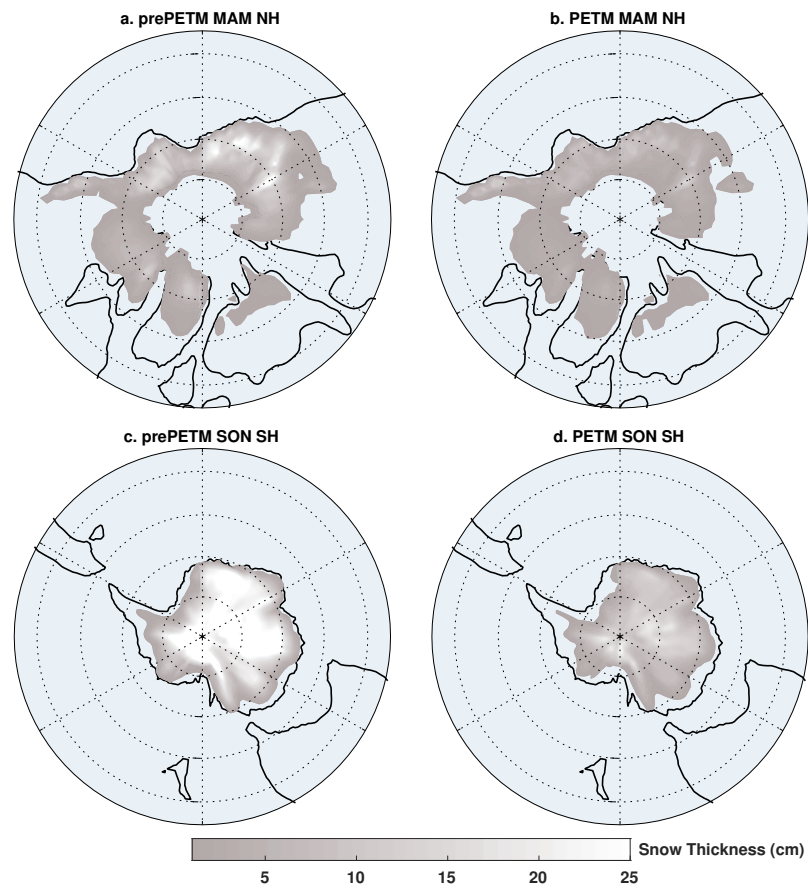 a. prePETM MAM NH
b. PETM MAM NH
c. prePETM SON SH
d. PETM SON SH
Snow Thickness (cm)
5 10 15 20 25